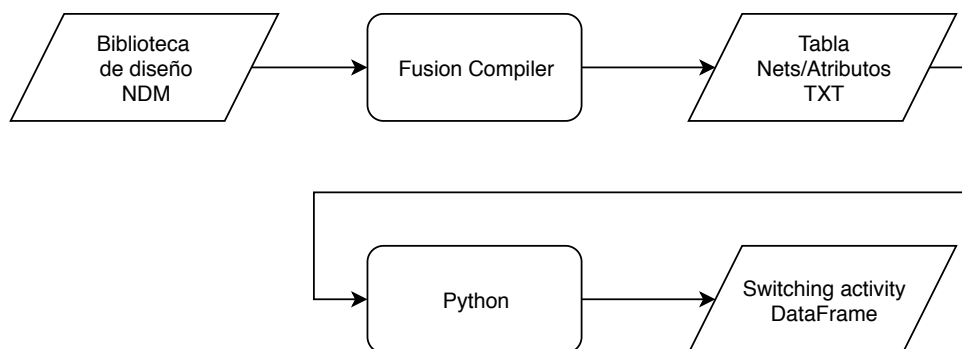 Biblioteca
de diseño
NDM
Fusion Compiler
Tabla
Nets/Atributos
TXT
Python
Switching activity
DataFrame